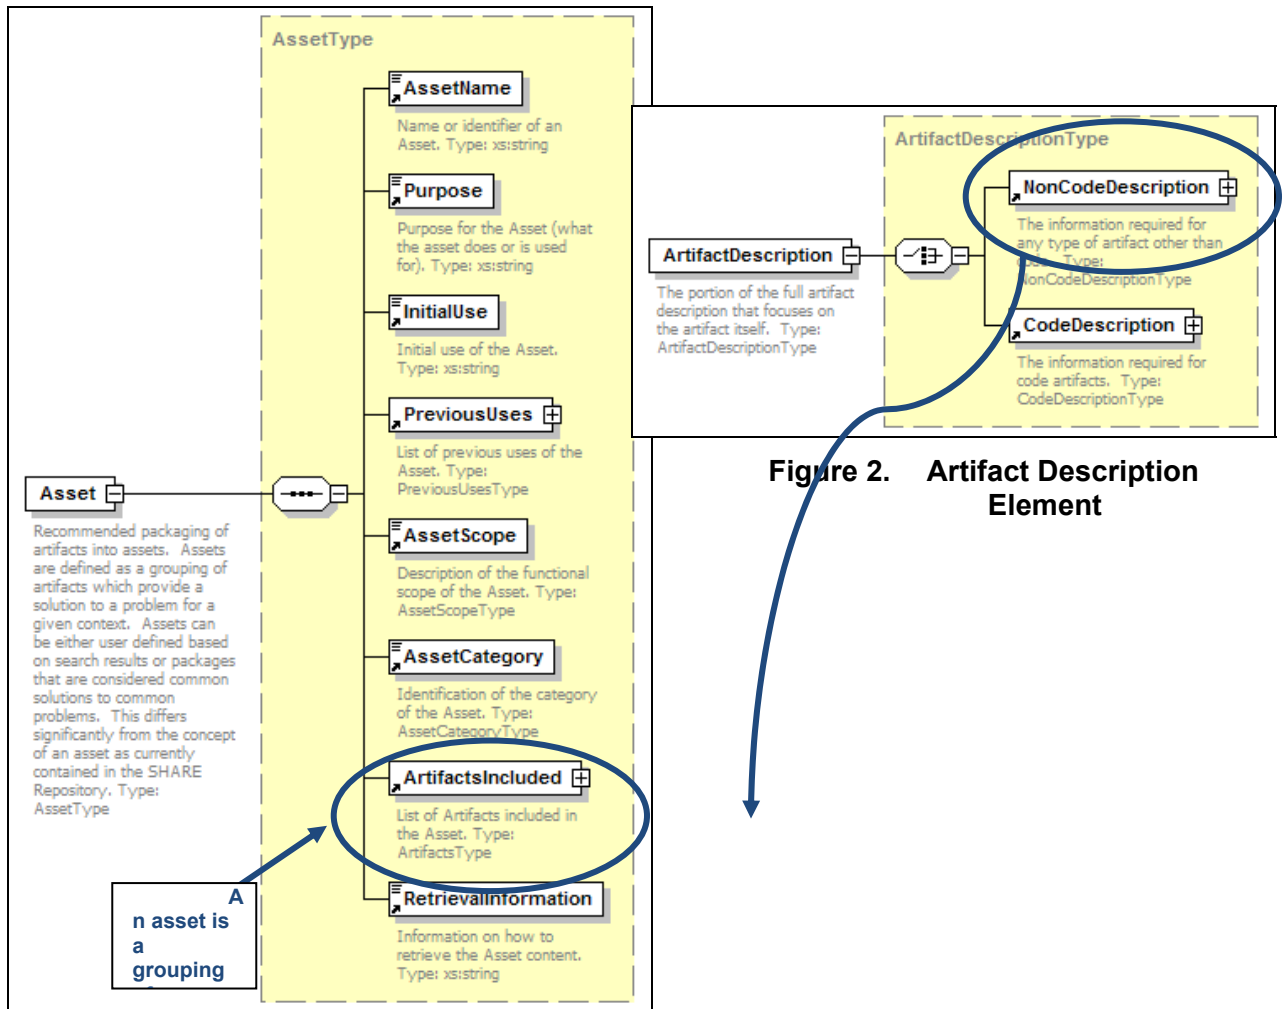 AssetType
AssetName
Name or identifier of an
Asset. Type: xs:string
Purpose
Purpose for the Asset (what
the asset does or is used
for). Type: xs:string
InitialUse
Initial use of the Asset.
Type: xs:string
PreviousUses
List of previous uses of the
Asset. Type:
PreviousUsesType
Asset
Recommended packaging of
artifacts into assets. Assets
are defined as a grouping of
artifacts which provide a
solution to a problem for a
given context. Assets can
be either user defined based
on search results or packages
that are considered common
solutions to common
problems. This differs
significantly from the concept
of an asset as currently
contained in the SHARE
Repository. Type:
AssetType
AssetScope
Description of the functional
scope of the Asset. Type:
AssetScopeType
AssetCategory
Identification of the category
of the Asset. Type:
AssetCategoryType
ArtifactsIncluded
List of Artifacts included in
the Asset. Type:
ArtifactsType
RetrievalInformation
Information on how to
retrieve the Asset content.
Type: xs:string
A
n asset is
a
grouping
ArtifactDescriptionType
NonCodeDescription
The information required for
any type of artifact other than
code. Type:
NonCodeDescriptionType
ArtifactDescription
The portion of the full artifact
description that focuses on
the artifact itself. Type:
ArtifactDescriptionType
CodeDescription
The information required for
code artifacts. Type:
CodeDescriptionType
Figure 2. Artifact Description
Element